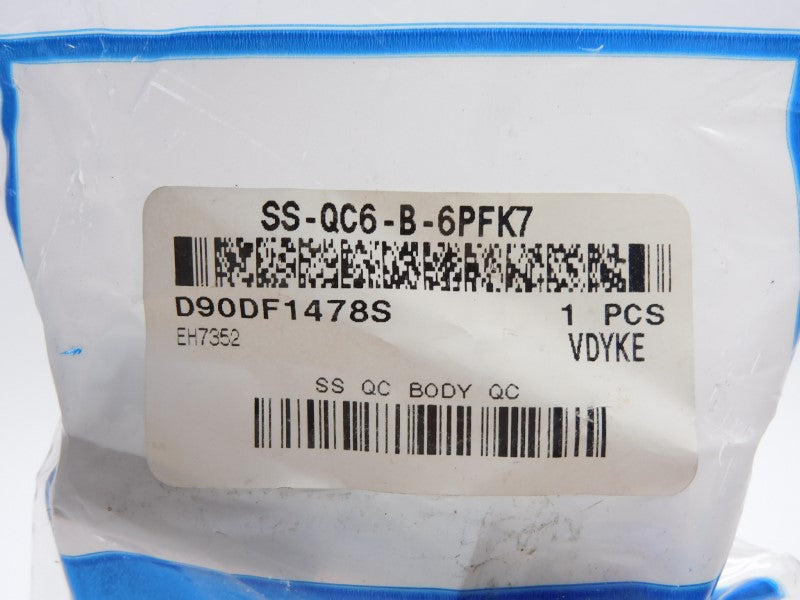 SS-QC6-B-6PFK7
D90DF1478S 1 PCS
EH7352 VDYKE
SS QC BODY QC